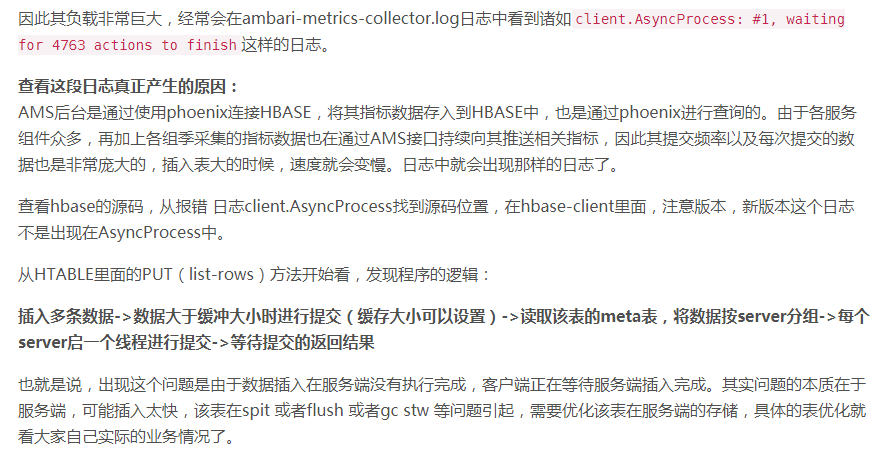 因此其负载非常巨大，经常会在ambari-metrics-collector.log日志中看到诸如 client.AsyncProcess: #1, waiting
for 4763 actions to finish 这样的日志。
查看这段日志真正产生的原因：
AMS后台是通过使用phoenix连接HBASE，将其指标数据存入到HBASE中，也是通过phoenix进行查询的。由于各服务
组件众多，再加上各组季采集的指标数据也在通过AMS接口持续向其推送相关指标，因此其提交频率以及每次提交的数
据也是非常庞大的，插入表大的时候，速度就会变慢。日志中就会出现那样的日志了。
查看hbase的源码，从报错 日志client.AsyncProcess找到源码位置，在hbase-client里面，注意版本，新版本这个日志
不是出现在AsyncProcess中。
从HTABLE里面的PUT（list-rows）方法开始看，发现程序的逻辑：
插入多条数据->数据大于缓冲大小时进行提交（缓存大小可以设置）->读取该表的meta表，将数据按server分组->每个
server启一个线程进行提交->等待提交的返回结果
也就是说，出现这个问题是由于数据插入在服务端没有执行完成，客户端正在等待服务端插入完成。其实问题的本质在于
服务端，可能插入太快，该表在spit 或者flush 或者gc stw 等问题引起，需要优化该表在服务端的存储，具体的表优化就
看大家自己实际的业务情况了。